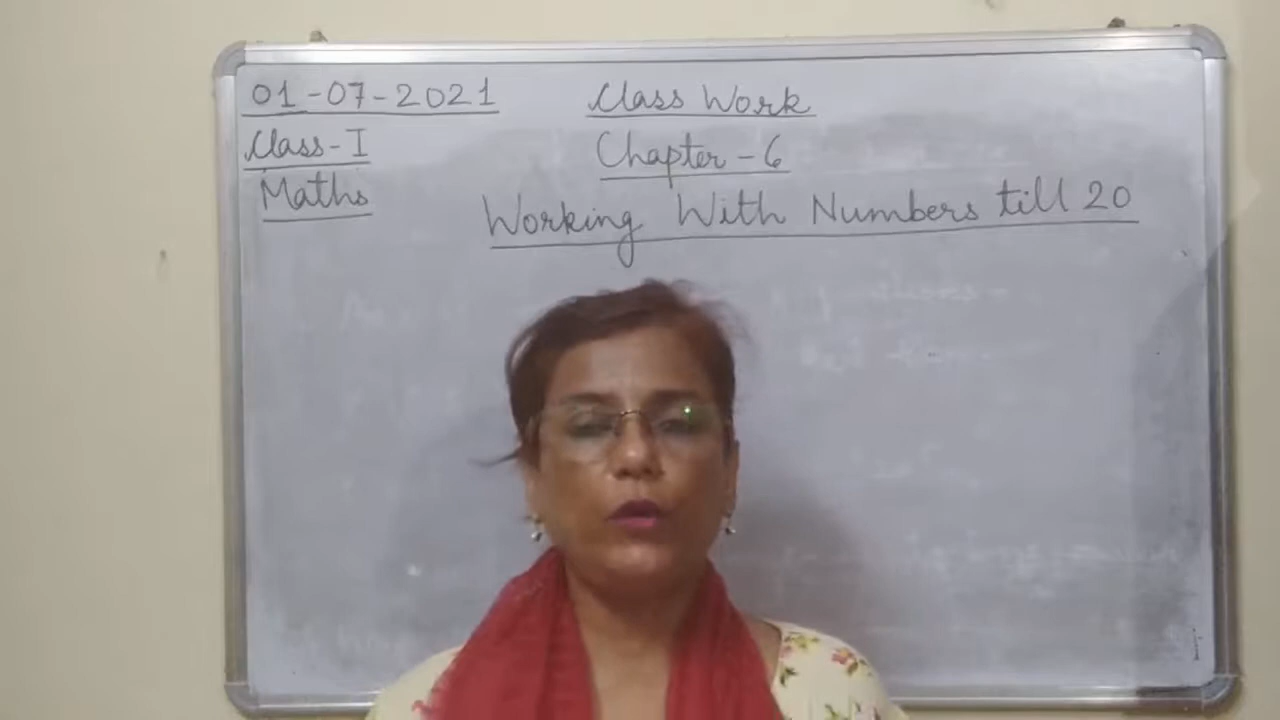 01-07-2021 Class Work
Class-I Chapter-6
Maths
Working With Numbers till 20